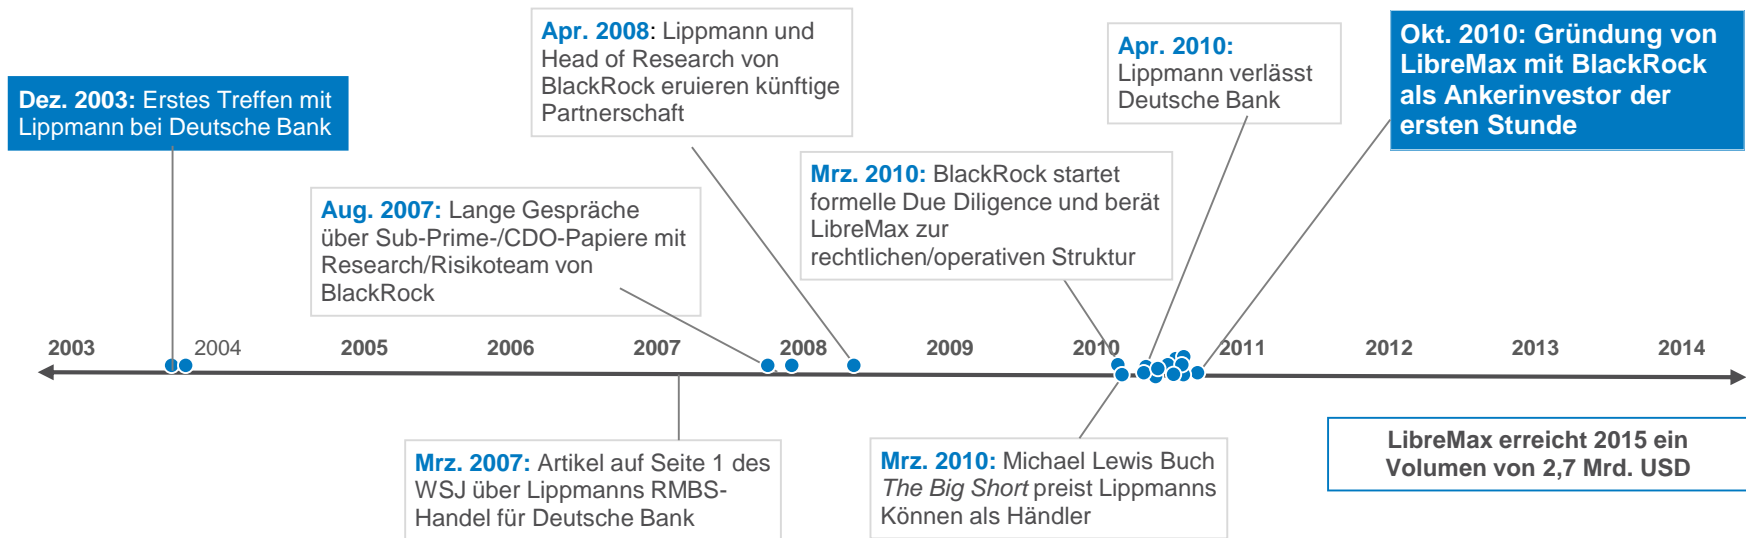 Dez. 2003: Erstes Treffen mit
Lippmann bei Deutsche Bank
Apr. 2008: Lippmann und
Head of Research von
BlackRock eruieren künftige
Partnerschaft
Apr. 2010:
Lippmann verlässt
Deutsche Bank
Okt. 2010: Gründung von
LibreMax mit BlackRock
als Ankerinvestor der
ersten Stunde
Aug. 2007: Lange Gespräche
über Sub-Prime-/CDO-Papiere mit
Research/Risikoteam von
BlackRock
Mrz. 2010: BlackRock startet
formelle Due Diligence und berät
LibreMax zur
rechtlichen/operativen Struktur
2003 2004 2005 2006 2007 2008 2009 2010 2011 2012 2013 2014
Mrz. 2007: Artikel auf Seite 1 des
WSJ über Lippmanns RMBS-
Handel für Deutsche Bank
Mrz. 2010: Michael Lewis Buch
The Big Short preist Lippmanns
Können als Händler
LibreMax erreicht 2015 ein
Volumen von 2,7 Mrd. USD